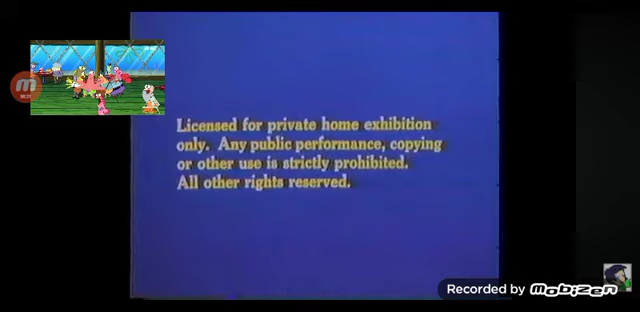 Licensed for private home exhibition
only. Any public performance, copying
or other use is strictly prohibited.
All other rights reserved.
Recorded by mobizen